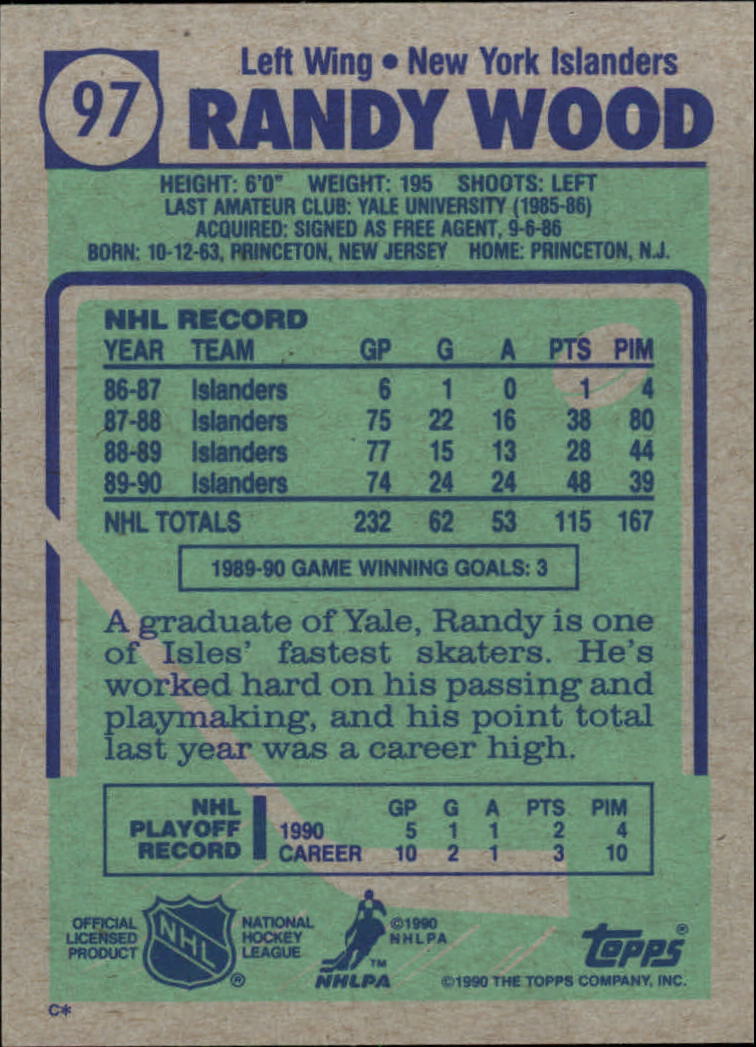 97
Left Wing • New York Islanders
RANDY WOOD
HEIGHT: 6'0" WEIGHT: 195 SHOOTS: LEFT
LAST AMATEUR CLUB: YALE UNIVERSITY (1985-86)
ACQUIRED: SIGNED AS FREE AGENT, 9-6-86
BORN: 10-12-63, PRINCETON, NEW JERSEY HOME: PRINCETON, N.J.
NHL RECORD
YEAR TEAM GP G A PTS PIM
86-87 Islanders 6 1 0 1 4
87-88 Islanders 75 22 16 38 80
88-89 Islanders 77 15 13 28 44
89-90 Islanders 74 24 24 48 39
NHL TOTALS 232 62 53 115 167
1989-90 GAME WINNING GOALS: 3
A graduate of Yale, Randy is one
of Isles' fastest skaters. He's
worked hard on his passing and
playmaking, and his point total
last year was a career high.
NHL PLAYOFF RECORD
GP G A PTS PIM
1990 5 1 1 2 4
CAREER 10 2 1 3 10
OFFICIAL
LICENSED
PRODUCT
NHL
®
NATIONAL
HOCKEY
LEAGUE
TM
NHLPA
©1990
NHLPA
Topps®
©1990 THE TOPPS COMPANY, INC.
C*